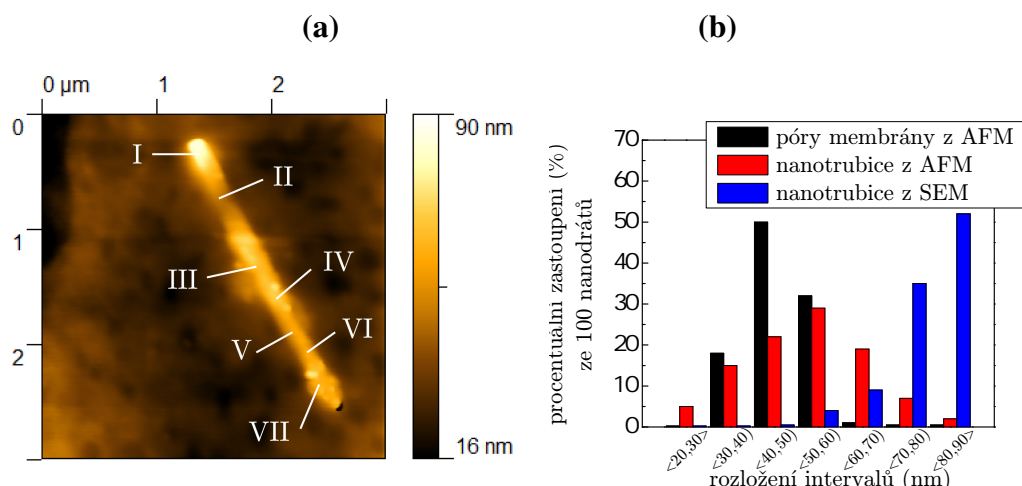 (a)
(b)
0 µm 1 2
0
1
2
I
II
III
IV
V
VI
VII
90 nm
16 nm
póry membrány z AFM
nanotrubice z AFM
nanotrubice z SEM
procentuální zastoupení (%)
ze 100 nanodrátů
70
60
50
40
30
20
10
0
<20,30>
<30,40)
<40,50)
<50,60)
<60,70)
<70,80)
<80,90>
rozložení intervalů (nm)